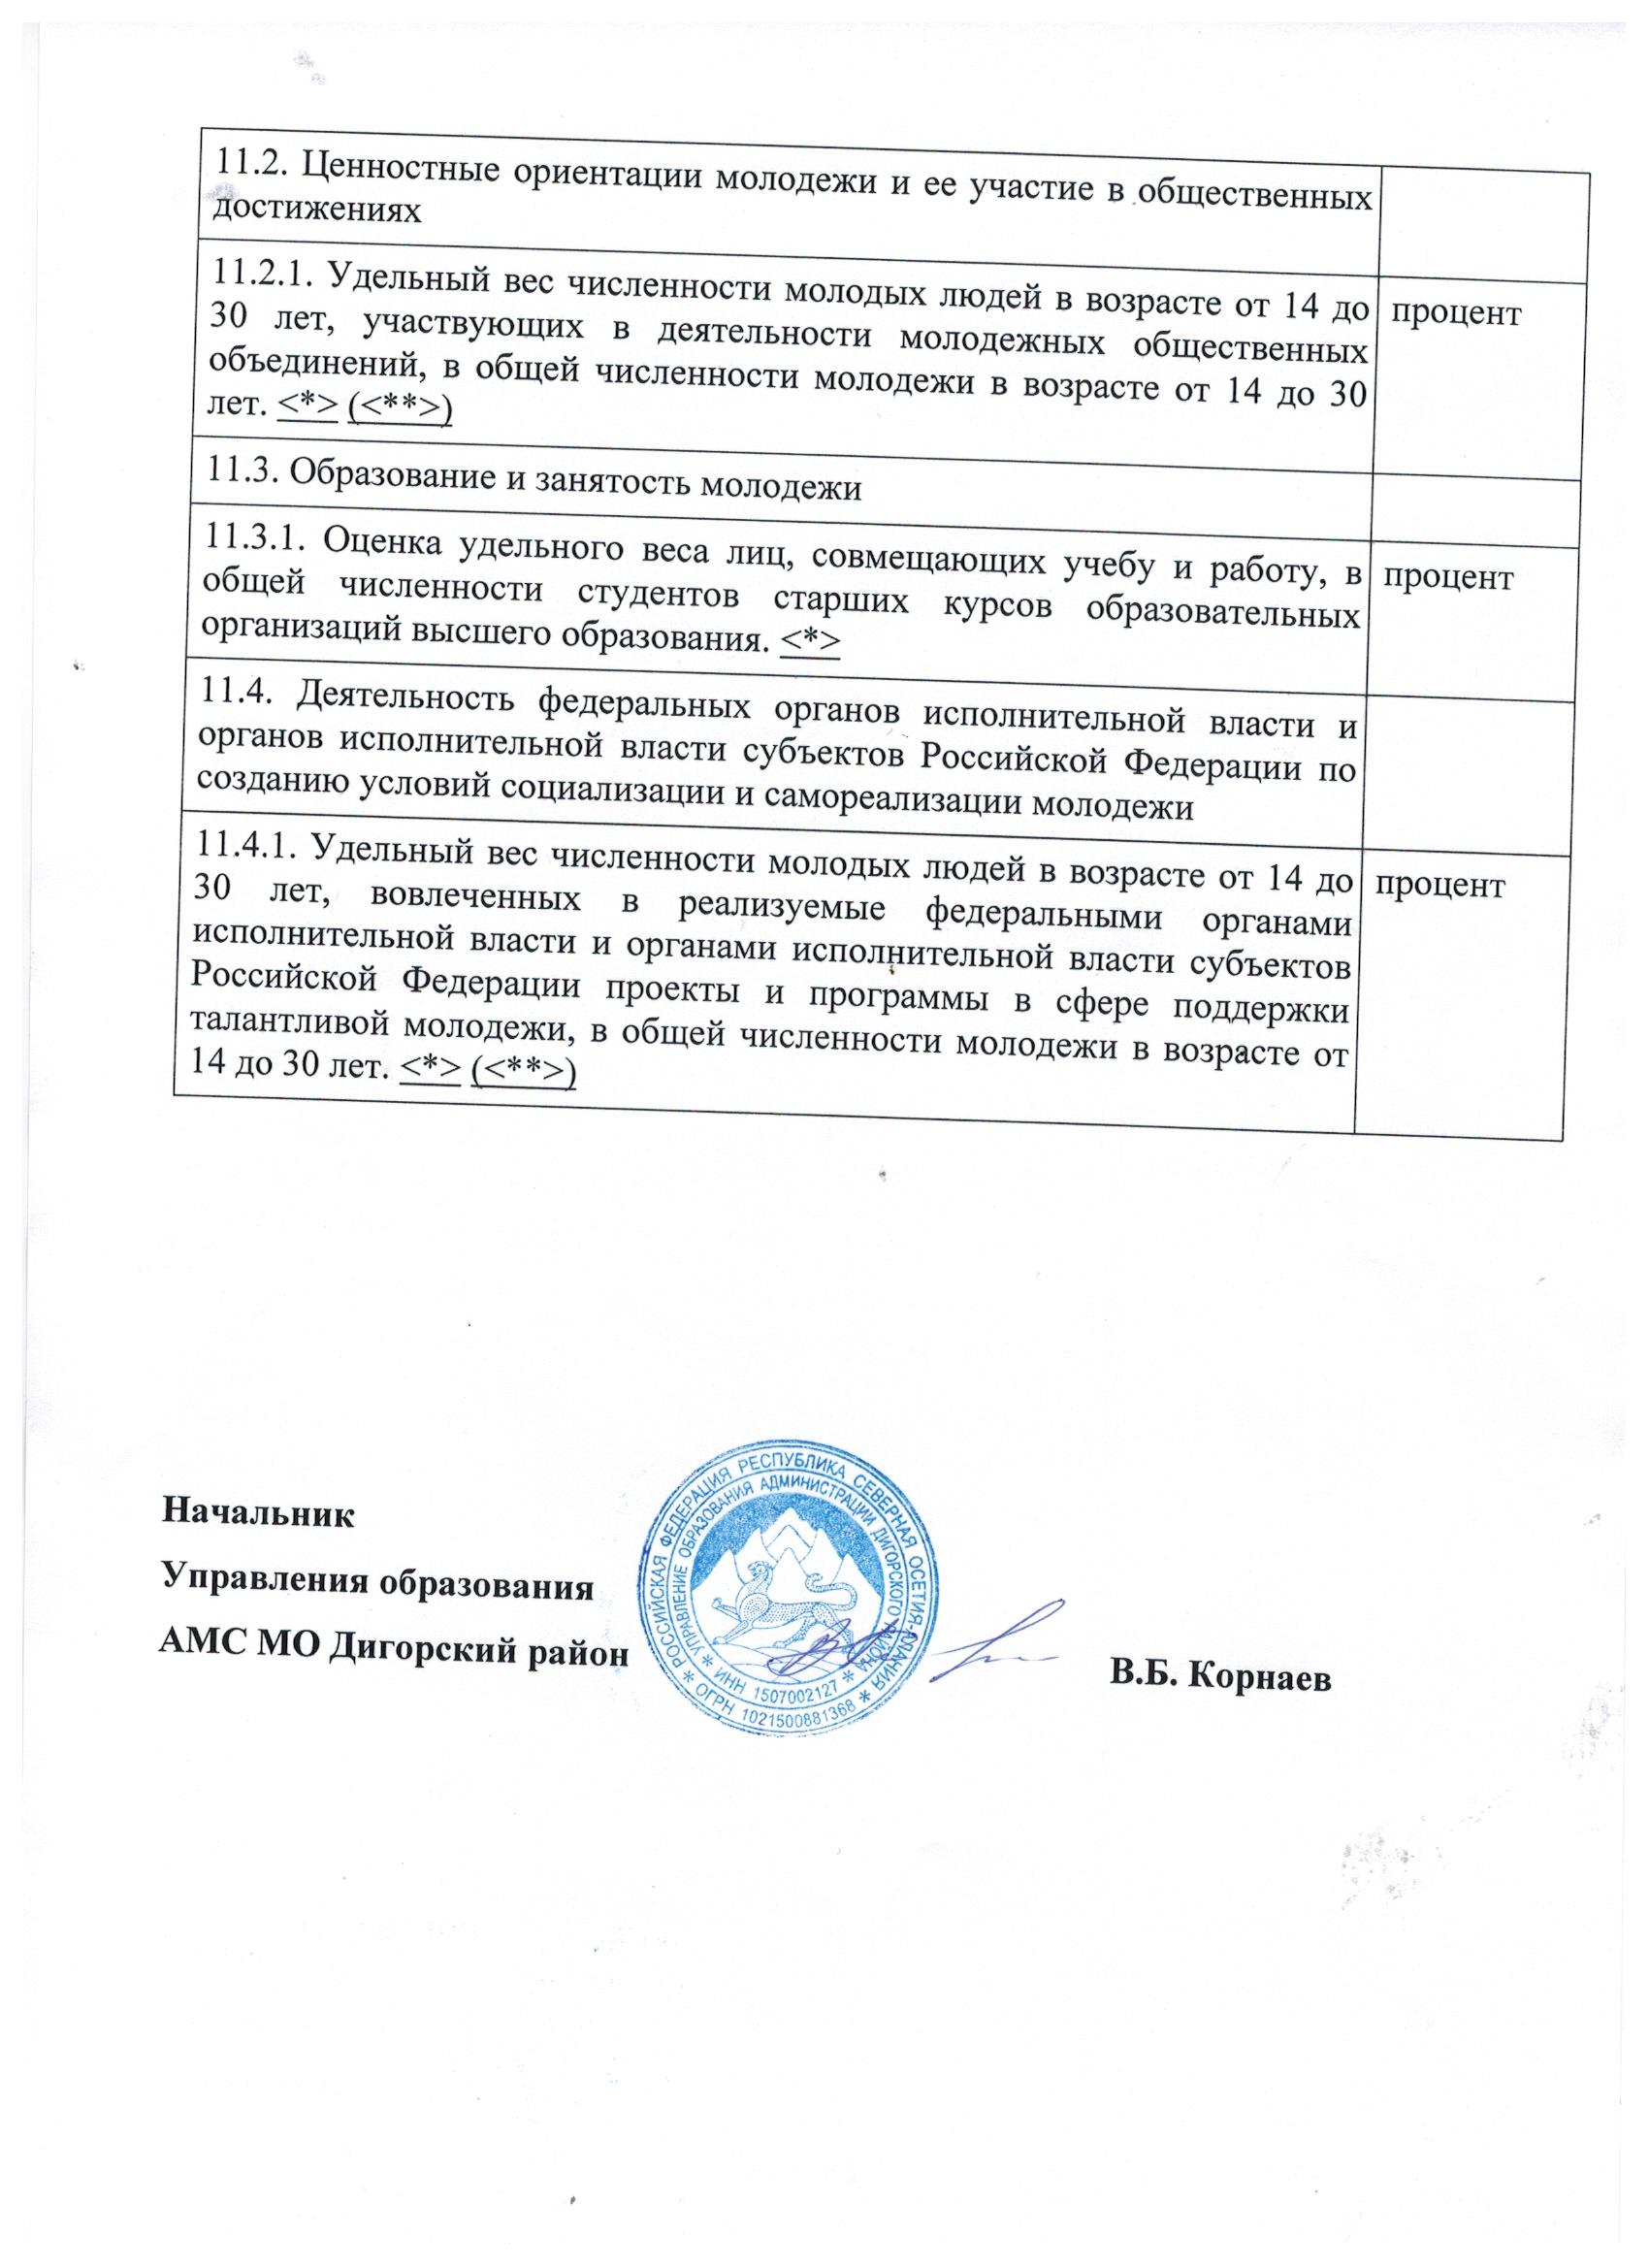 11.2. Ценностные ориентации молодежи и ее участие в общественных
достижениях
11.2.1. Удельный вес численности молодых людей в возрасте от 14 до
30 лет, участвующих в деятельности молодежных общественных
объединений, в общей численности молодежи в возрасте от 14 до 30
лет. <*> (<**>)
процент
11.3. Образование и занятость молодежи
11.3.1. Оценка удельного веса лиц, совмещающих учебу и работу, в
общей численности студентов старших курсов образовательных
организаций высшего образования. <*>
процент
11.4. Деятельность федеральных органов исполнительной власти и
органов исполнительной власти субъектов Российской Федерации по
созданию условий социализации и самореализации молодежи
11.4.1. Удельный вес численности молодых людей в возрасте от 14 до
30 лет, вовлеченных в реализуемые федеральными органами
исполнительной власти и органами исполнительной власти субъектов
Российской Федерации проекты и программы в сфере поддержки
талантливой молодежи, в общей численности молодежи в возрасте от
14 до 30 лет. <*> (<**>)
процент
Начальник
Управления образования
АМС МО Дигорский район
РОССИЙСКАЯ ФЕДЕРАЦИЯ РЕСПУБЛИКА СЕВЕРНАЯ ОСЕТИЯ-АЛАНИЯ
УПРАВЛЕНИЕ ОБРАЗОВАНИЯ АДМИНИСТРАЦИИ ДИГОРСКОГО РАЙОНА
ИНН 1507002127
ОГРН 1021500881368
В.Б. Корнаев